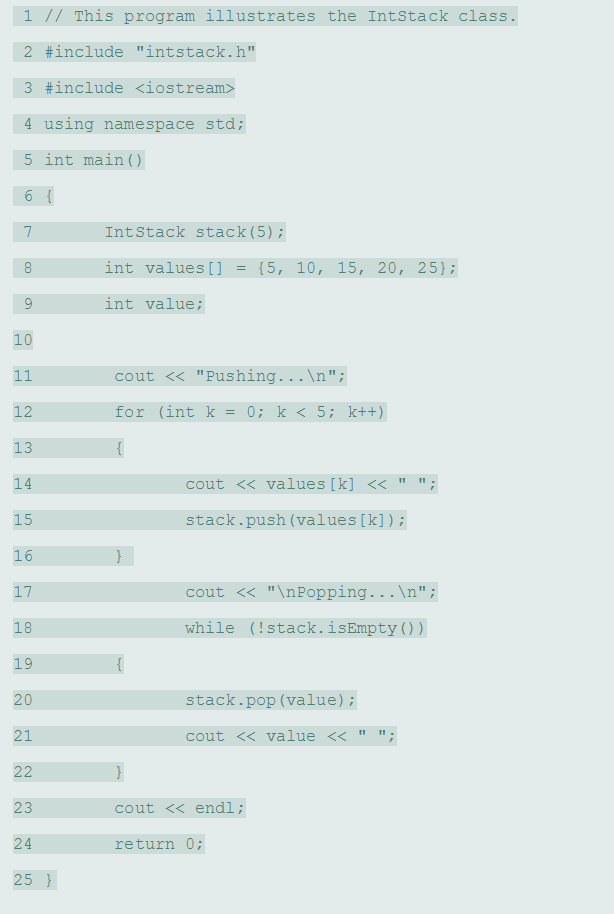 1 // This program illustrates the IntStack class.
2 #include "intstack.h"
3 #include <iostream>
4 using namespace std;
5 int main()
6 {
7 IntStack stack(5);
8 int values[] = {5, 10, 15, 20, 25};
9 int value;
10
11 cout << "Pushing...\n";
12 for (int k = 0; k < 5; k++)
13 {
14 cout << values[k] << " ";
15 stack.push(values[k]);
16 }
17 cout << "\nPopping...\n";
18 while (!stack.isEmpty())
19 {
20 stack.pop(value);
21 cout << value << " ";
22 }
23 cout << endl;
24 return 0;
25 }